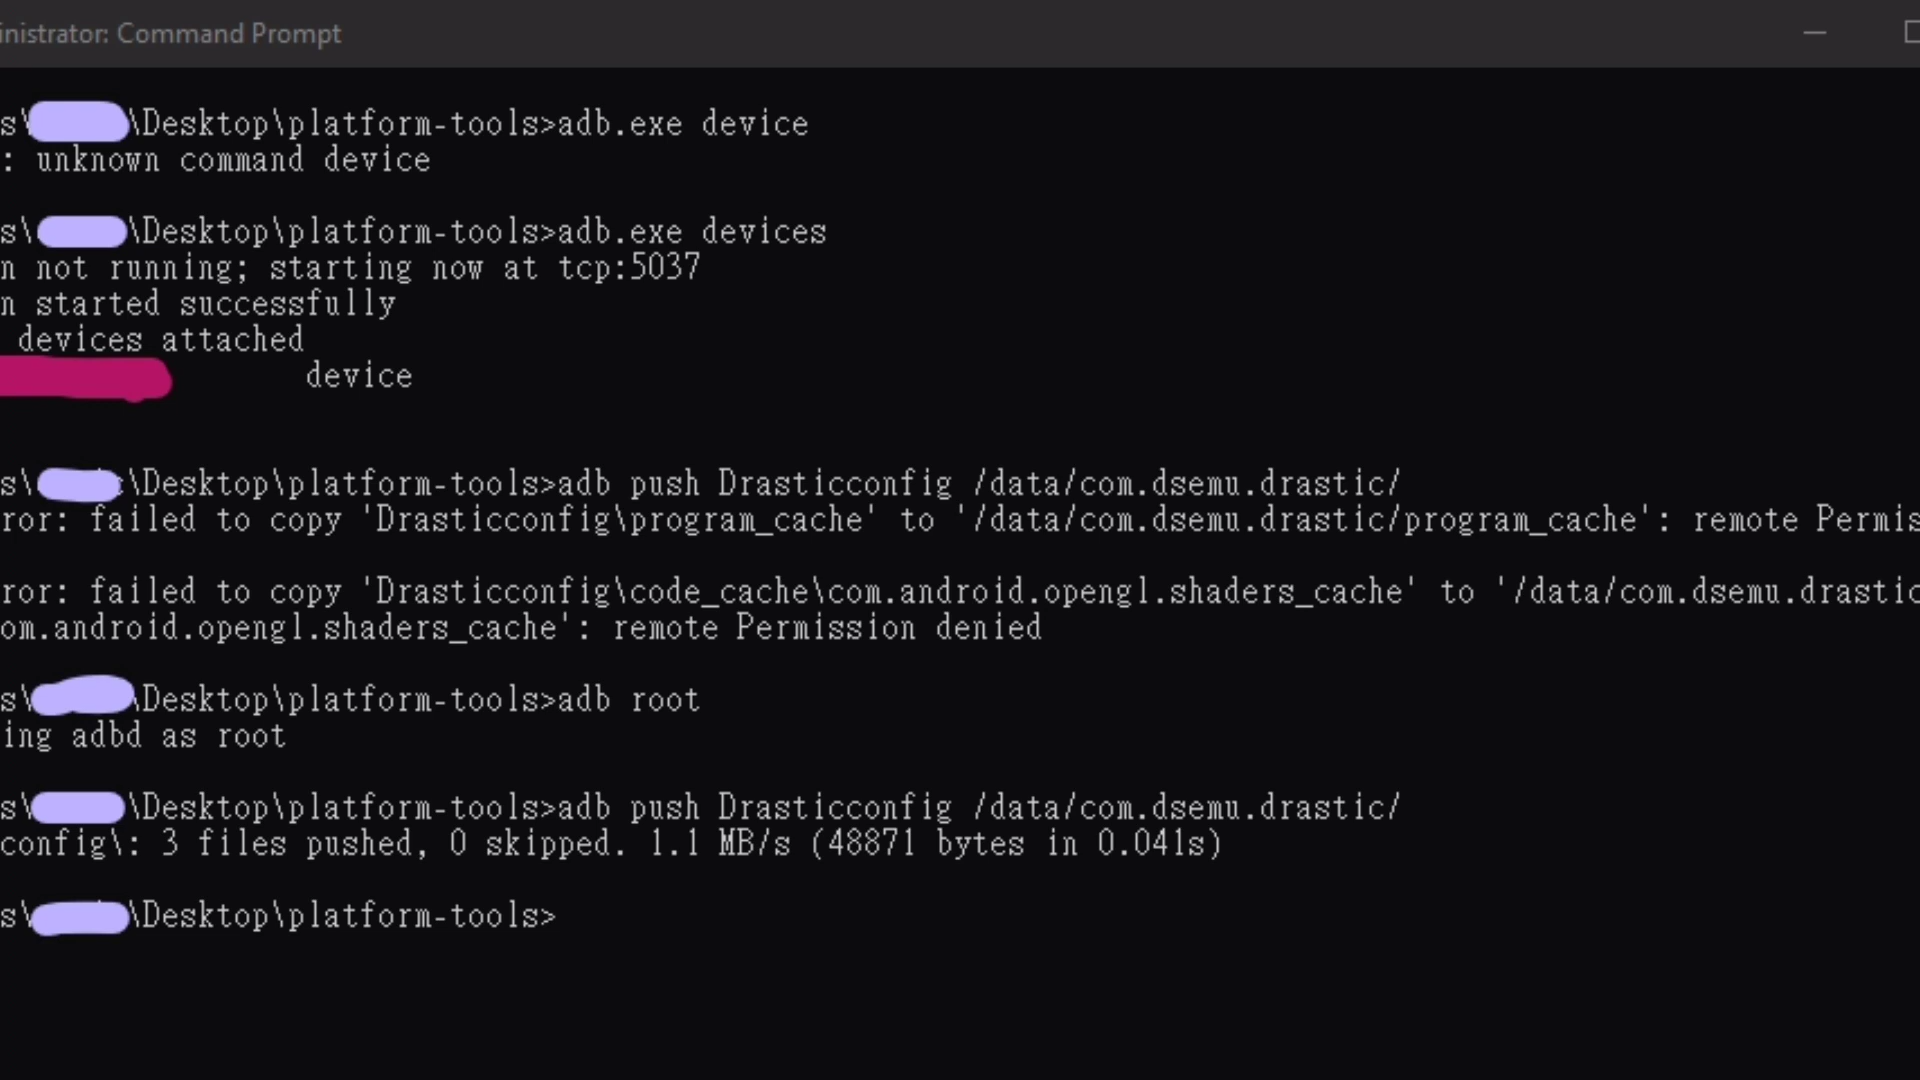 inistrator: Command Prompt
s\ \Desktop\platform-tools>adb.exe device
: unknown command device
s\ \Desktop\platform-tools>adb.exe devices
n not running; starting now at tcp:5037
n started successfully
devices attached
device
s\ \Desktop\platform-tools>adb push Drasticconfig /data/com.dsemu.drastic/
ror: failed to copy 'Drasticconfig\program_cache' to '/data/com.dsemu.drastic/program_cache': remote Permis
ror: failed to copy 'Drasticconfig\code_cache\com.android.opengl.shaders_cache' to '/data/com.dsemu.drastic
om.android.opengl.shaders_cache': remote Permission denied
s\ \Desktop\platform-tools>adb root
ing adbd as root
s\ \Desktop\platform-tools>adb push Drasticconfig /data/com.dsemu.drastic/
config\: 3 files pushed, 0 skipped. 1.1 MB/s (48871 bytes in 0.041s)
s\ \Desktop\platform-tools>